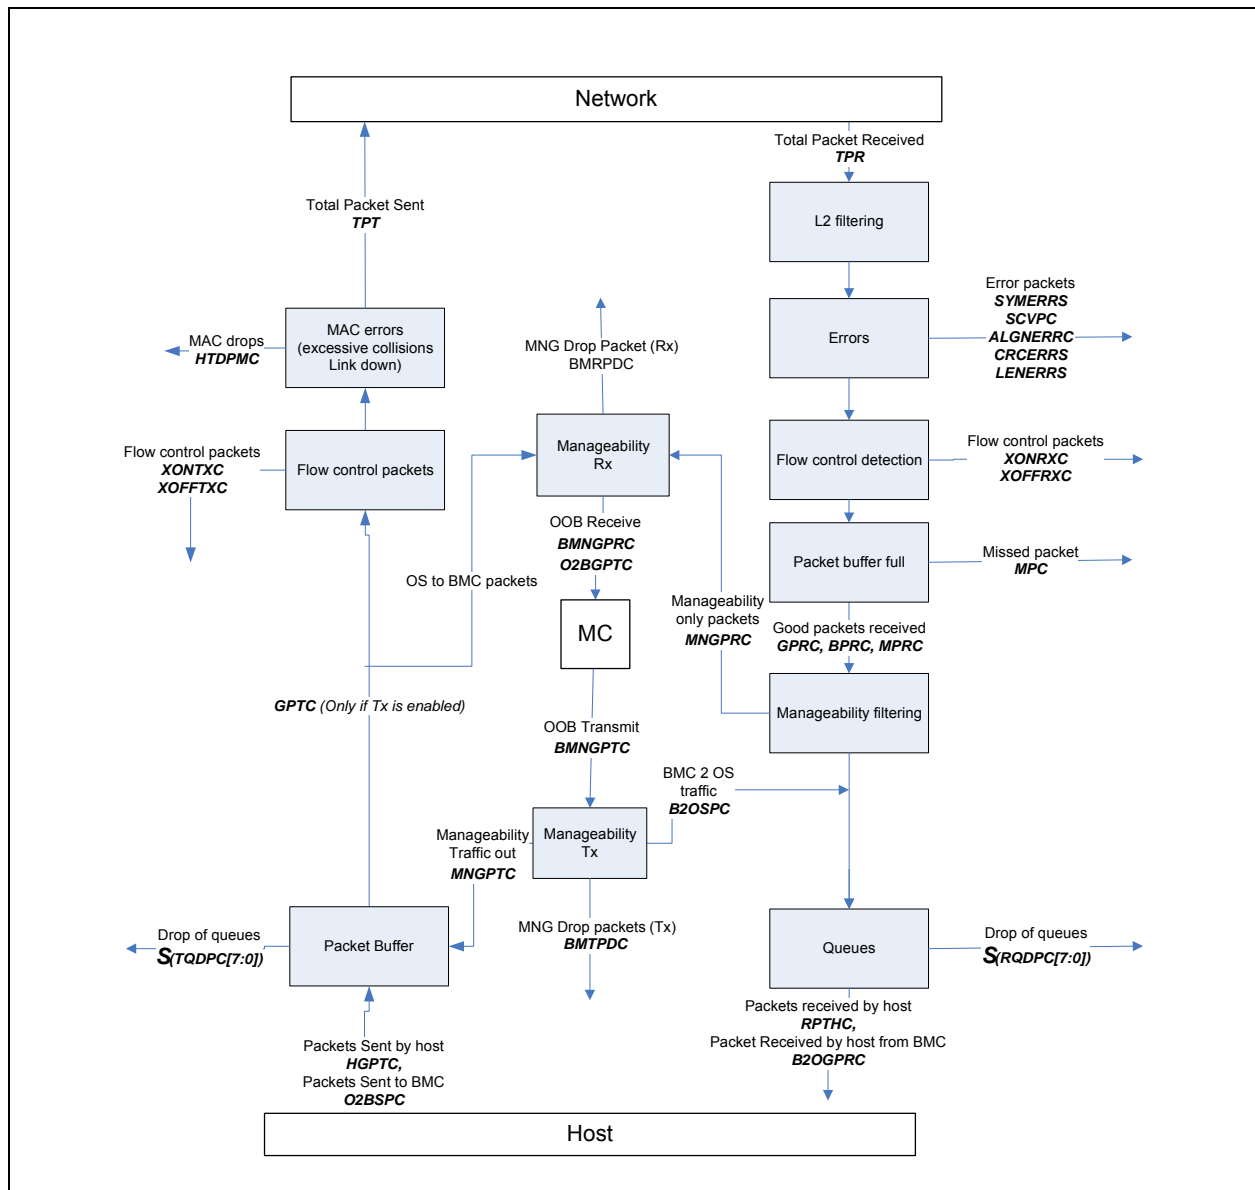 Network
Total Packet Received
TPR
L2 filtering
Total Packet Sent
TPT
Error packets
SYMERRS
SCVPC
ALGNERRC
CRCERRS
LENERRS
Errors
MAC errors
(excessive collisions
Link down)
MAC drops
HTDPMC
MNG Drop Packet (Rx)
BMRPDC
Manageability
Rx
Flow control packets
XONTXC
XOFFTXC
Flow control packets
Flow control detection
Flow control packets
XONRXC
XOFFRXC
OOB Receive
BMNGPRC
O2BGPTC
OS to BMC packets
Packet buffer full
Missed packet
MPC
Manageability
only packets
MNGPRC
MC
Good packets received
GPRC, BPRC, MPRC
GPTC (Only if Tx is enabled)
Manageability filtering
OOB Transmit
BMNGPTC
BMC 2 OS
traffic
B2OSPC
Manageability
Traffic out
MNGPTC
Manageability
Tx
MNG Drop packets (Tx)
BMTPDC
Drop of queues
S(TQDPC[7:0])
Packet Buffer
Queues
Drop of queues
S(RQDPC[7:0])
Packets Sent by host
HGPTC,
Packets Sent to BMC
O2BSPC
Packets received by host
RPTHC,
Packet Received by host from BMC
B2OGPRC
Host